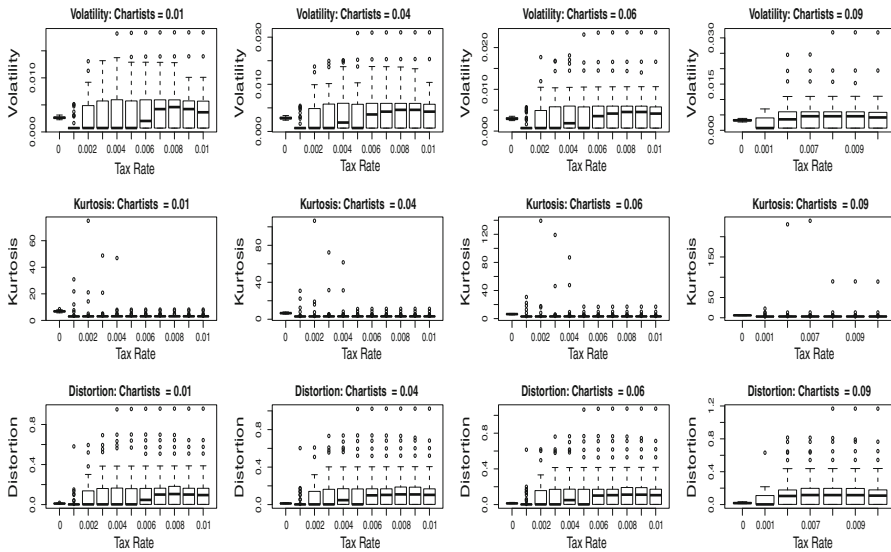 Volatility: Chartists = 0.01
Volatility: Chartists = 0.04
Volatility: Chartists = 0.06
Volatility: Chartists = 0.09
Volatility
0.000
0.010
0 0.002 0.004 0.006 0.008 0.01
Tax Rate
Volatility
0.000
0.010
0.020
0 0.002 0.004 0.006 0.008 0.01
Tax Rate
Volatility
0.000
0.010
0.020
0 0.002 0.004 0.006 0.008 0.01
Tax Rate
Volatility
0.000
0.015
0.030
0 0.001 0.007 0.009
Tax Rate
Kurtosis: Chartists = 0.01
Kurtosis: Chartists = 0.04
Kurtosis: Chartists = 0.06
Kurtosis: Chartists = 0.09
Kurtosis
0
20
40
60
0 0.002 0.004 0.006 0.008 0.01
Tax Rate
Kurtosis
0
40
80
0 0.002 0.004 0.006 0.008 0.01
Tax Rate
Kurtosis
0
40
80
120
0 0.002 0.004 0.006 0.008 0.01
Tax Rate
Kurtosis
0
50
150
0 0.001 0.007 0.009
Tax Rate
Distortion: Chartists = 0.01
Distortion: Chartists = 0.04
Distortion: Chartists = 0.06
Distortion: Chartists = 0.09
Distortion
0.0
0.4
0.8
0 0.002 0.004 0.006 0.008 0.01
Tax Rate
Distortion
0.0
0.4
0.8
0 0.002 0.004 0.006 0.008 0.01
Tax Rate
Distortion
0.0
0.4
0.8
0 0.002 0.004 0.006 0.008 0.01
Tax Rate
Distortion
0.0
0.4
0.8
1.2
0 0.001 0.007 0.009
Tax Rate